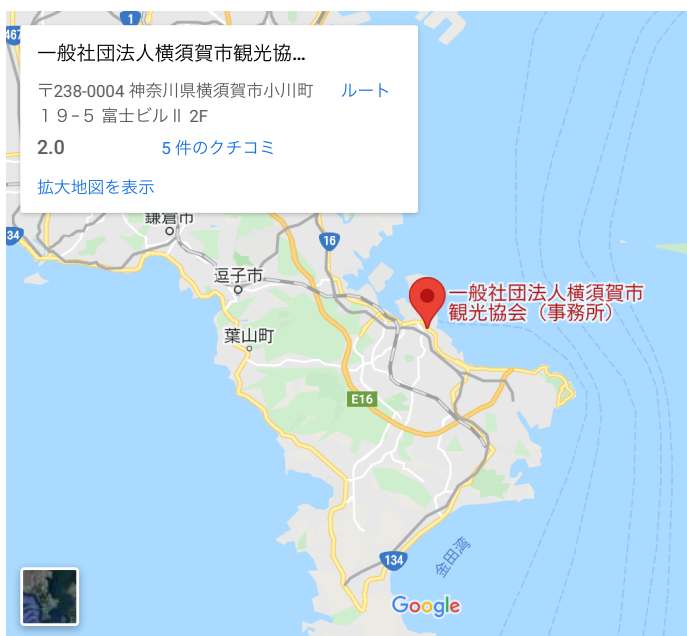 1
467
一般社団法人横須賀市観光協...
〒238-0004 神奈川県横須賀市小川町
１９−５ 富士ビルⅡ 2F
ルート
2.0
5 件のクチコミ
拡大地図を表示
鎌倉市
134
16
逗子市
一般社団法人横須賀市
観光協会（事務所）
葉山町
E16
134
金田湾
Google